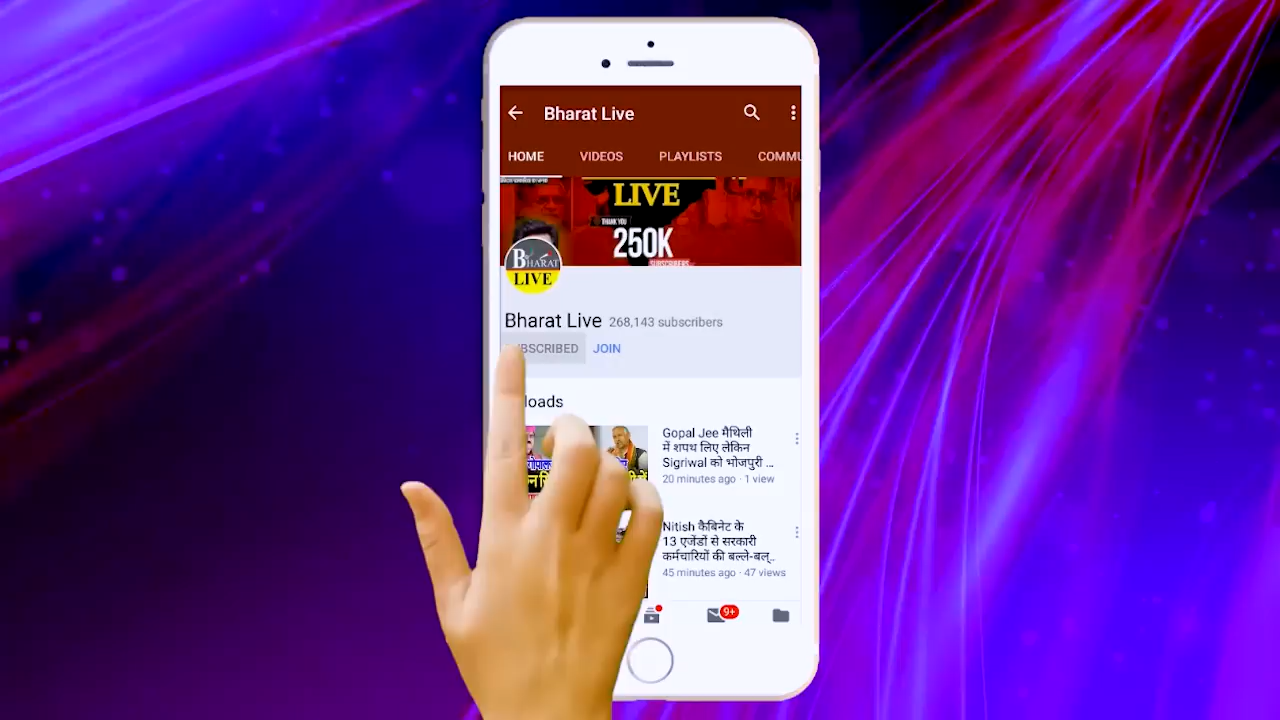 Bharat Live
HOME VIDEOS PLAYLISTS COMMU
LIVE
THANK YOU
250K
SUBSCRIBERS
BHARAT
LIVE
Bharat Live 268,143 subscribers
UBSCRIBED JOIN
loads
Gopal Jee मैथिली
में शपथ लिए लेकिन
Sigriwal को भोजपुरी ...
20 minutes ago · 1 view
Nitish कैबिनेट के
13 एजेंडों से सरकारी
कर्मचारियों की बल्ले-बल्..
45 minutes ago · 47 views
9+